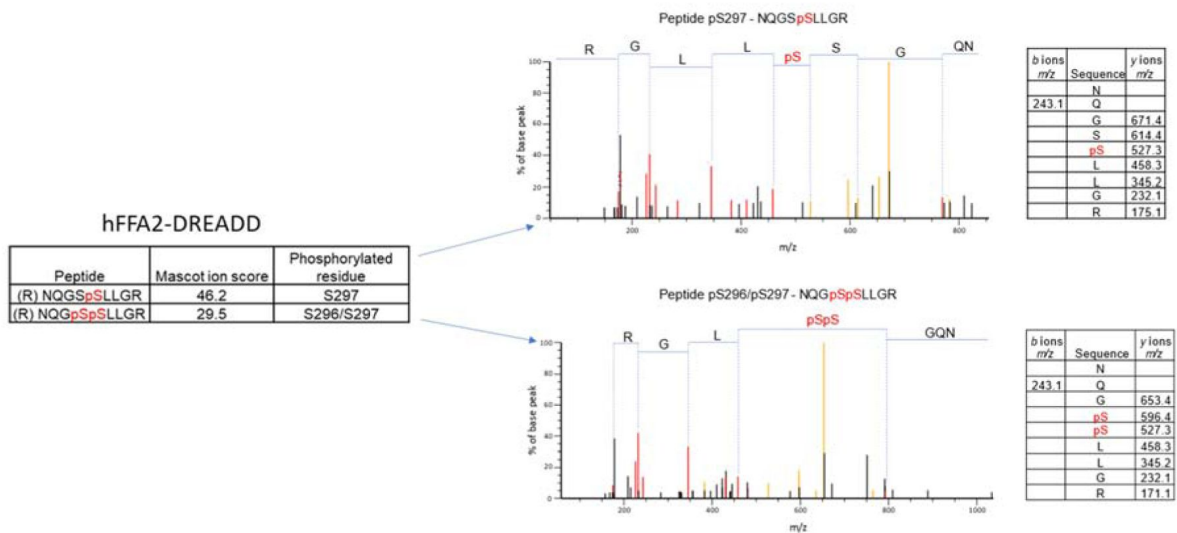 hFFA2-DREADD
Peptide Mascot ion score Phosphorylated residue
(R) NQGSpSLLGR 46.2 S297
(R) NQGpSpSLLGR 29.5 S296/S297
Peptide pS297 - NQGSpSLLGR
R G L L pS S G QN
% of base peak
100
80
60
40
20
0
200 400 600 800
m/z
b ions m/z Sequence y ions m/z
N
243.1 Q
G 671.4
S 614.4
pS 527.3
L 458.3
L 345.2
G 232.1
R 175.1
Peptide pS296/pS297 - NQGpSpSLLGR
R G L pSpS GQN
% of base peak
100
80
60
40
20
0
200 400 600 800 1000
m/z
b ions m/z Sequence y ions m/z
N
243.1 Q
G 653.4
pS 596.4
pS 527.3
L 458.3
L 345.2
G 232.1
R 171.1